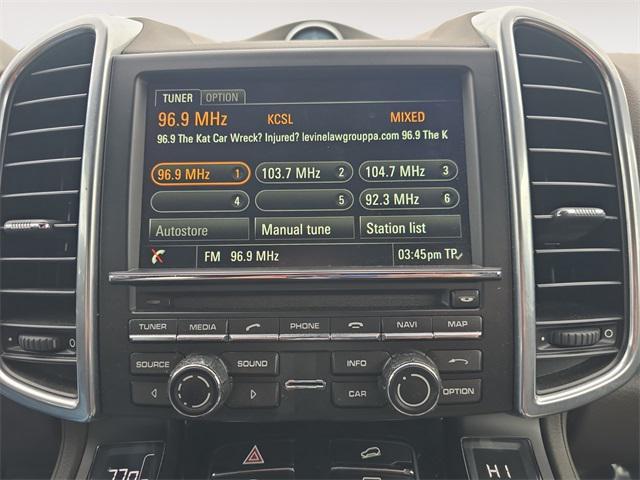 TUNER OPTION
96.9 MHz KCSL MIXED
96.9 The Kat Car Wreck? Injured? levinelawgrouppa.com 96.9 The K
96.9 MHz 1 103.7 MHz 2 104.7 MHz 3
4 5 92.3 MHz 6
Autostore Manual tune Station list
FM 96.9 MHz 03:45pm TP
TUNER MEDIA PHONE NAVI MAP
SOURCE SOUND INFO
CAR OPTION
77° HI